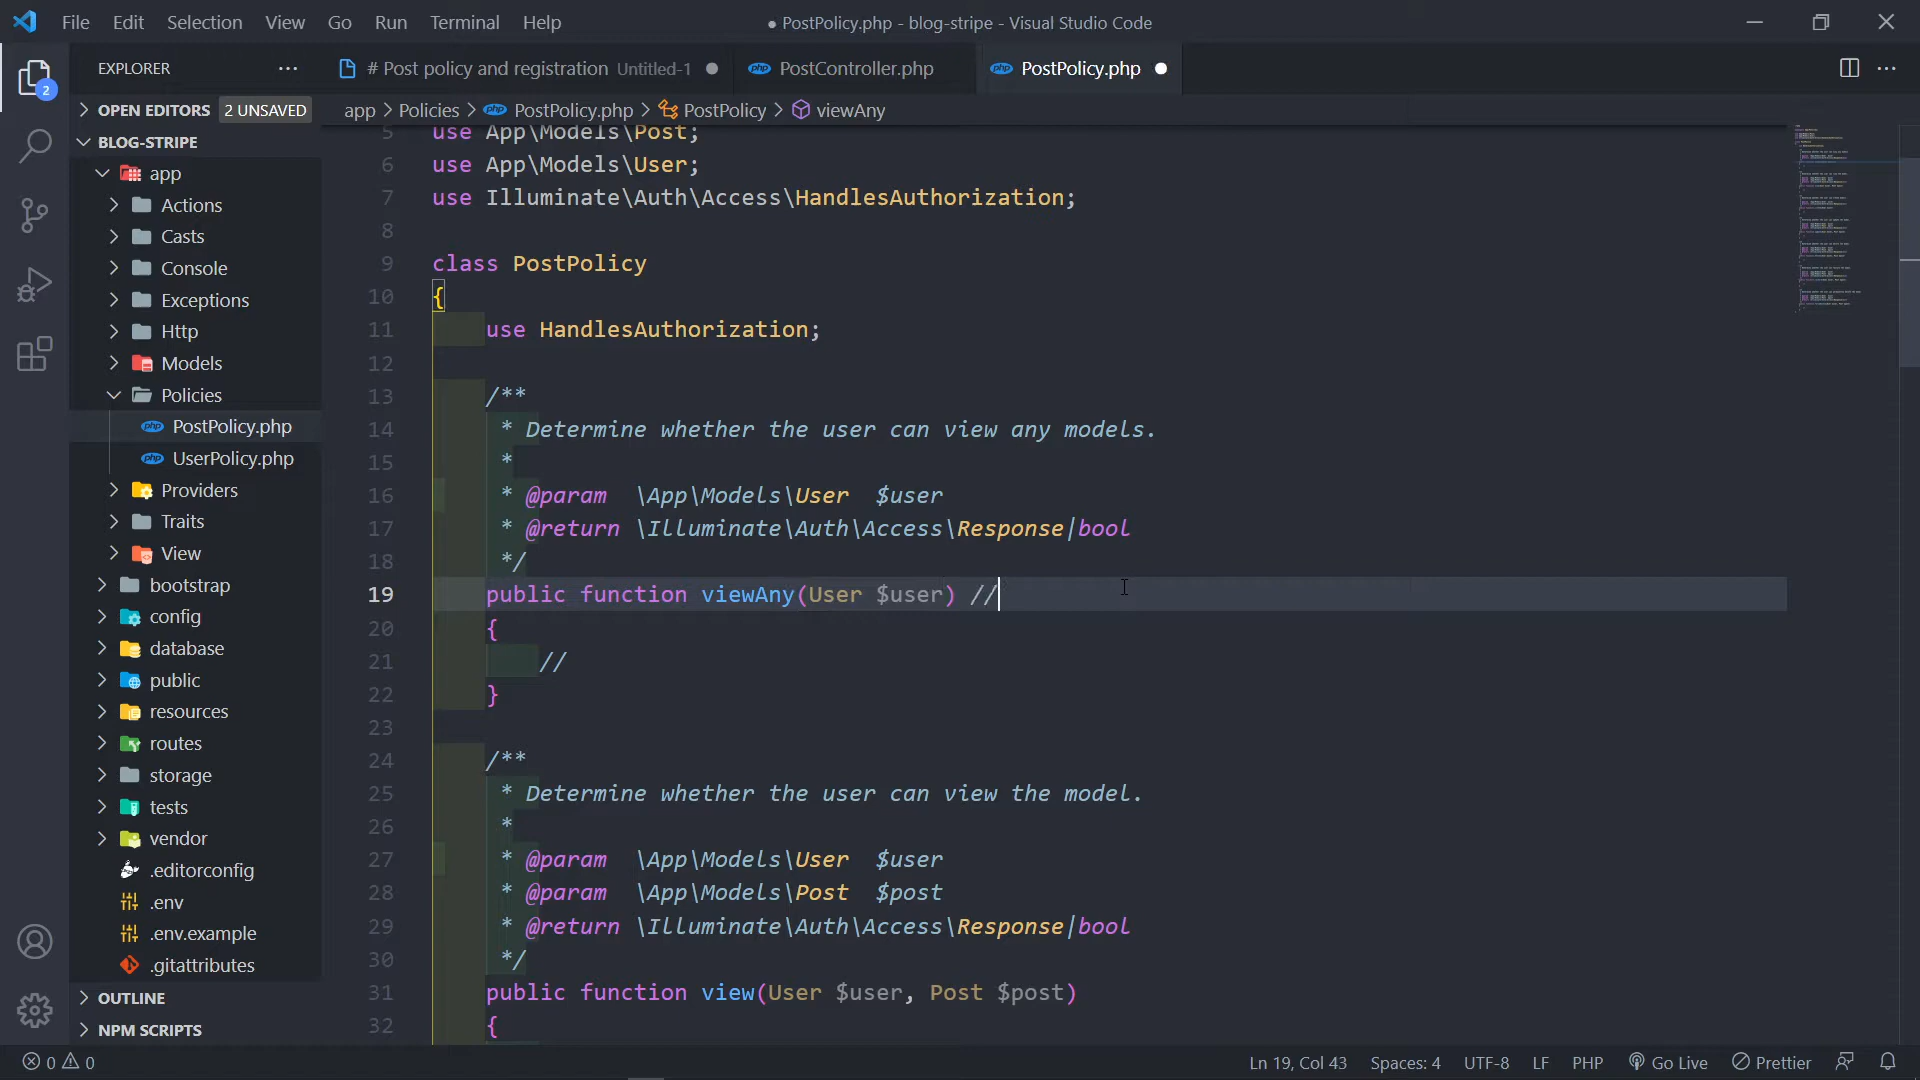 File Edit Selection View Go Run Terminal Help
● PostPolicy.php - blog-stripe - Visual Studio Code
EXPLORER
# Post policy and registration Untitled-1
PostController.php
PostPolicy.php
OPEN EDITORS 2 UNSAVED
app > Policies > PostPolicy.php > PostPolicy > viewAny
BLOG-STRIPE
app
Actions
Casts
Console
Exceptions
Http
Models
Policies
PostPolicy.php
UserPolicy.php
Providers
Traits
View
bootstrap
config
database
public
resources
routes
storage
tests
vendor
.editorconfig
.env
.env.example
.gitattributes
OUTLINE
NPM SCRIPTS
2
5 use App\Models\Post;
6 use App\Models\User;
7 use Illuminate\Auth\Access\HandlesAuthorization;
8
9 class PostPolicy
10 {
11 use HandlesAuthorization;
12
13 /**
14 * Determine whether the user can view any models.
15 *
16 * @param \App\Models\User $user
17 * @return \Illuminate\Auth\Access\Response|bool
18 */
19 public function viewAny(User $user) //
20 {
21 //
22 }
23
24 /**
25 * Determine whether the user can view the model.
26 *
27 * @param \App\Models\User $user
28 * @param \App\Models\Post $post
29 * @return \Illuminate\Auth\Access\Response|bool
30 */
31 public function view(User $user, Post $post)
32 {
0 0
Ln 19, Col 43 Spaces: 4 UTF-8 LF PHP Go Live Prettier